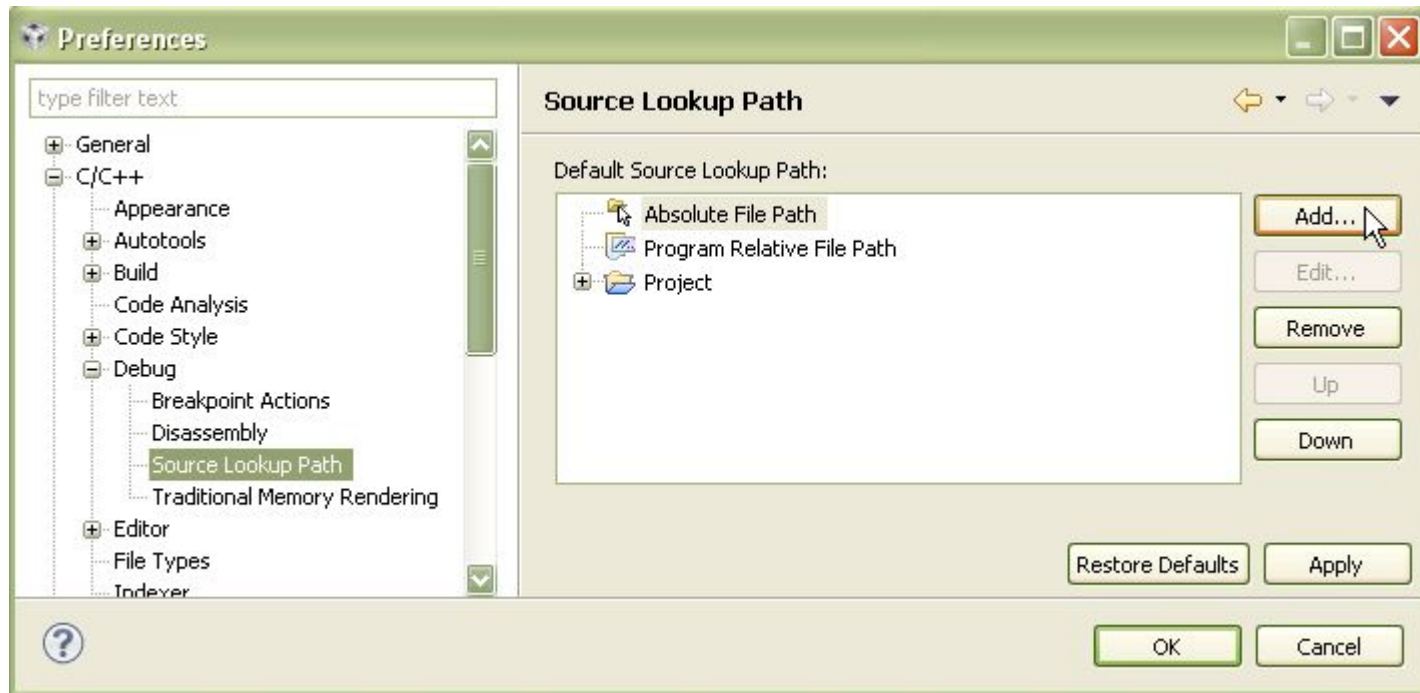 Preferences
type filter text
General
C/C++
Appearance
Autotools
Build
Code Analysis
Code Style
Debug
Breakpoint Actions
Disassembly
Source Lookup Path
Traditional Memory Rendering
Editor
File Types
Indexer
Source Lookup Path
Default Source Lookup Path:
Absolute File Path
Program Relative File Path
Project
Add...
Edit...
Remove
Up
Down
Restore Defaults
Apply
OK
Cancel